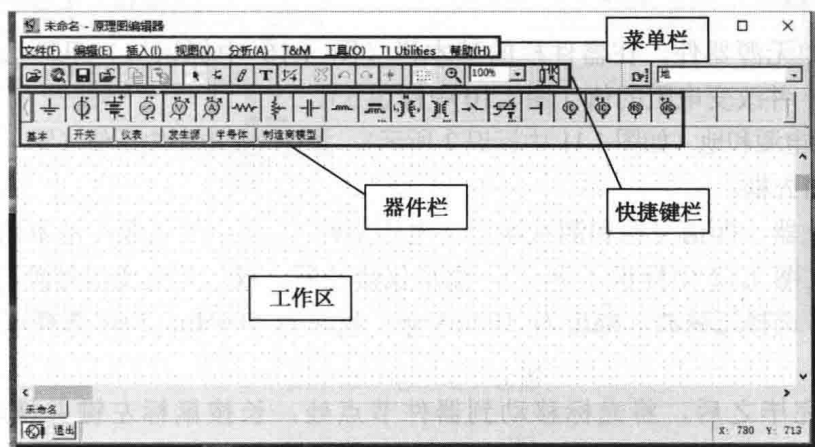 未命名 - 原理图编辑器
菜单栏
文件(F) 编辑(E) 插入(I) 视图(V) 分析(A) T&M 工具(O) TI Utilities 帮助(H)
T 100% 地
基本 开关 仪表 发生源 半导体 制造商模型
器件栏
快捷键栏
工作区
未命名
退出
X: 780 Y: 713